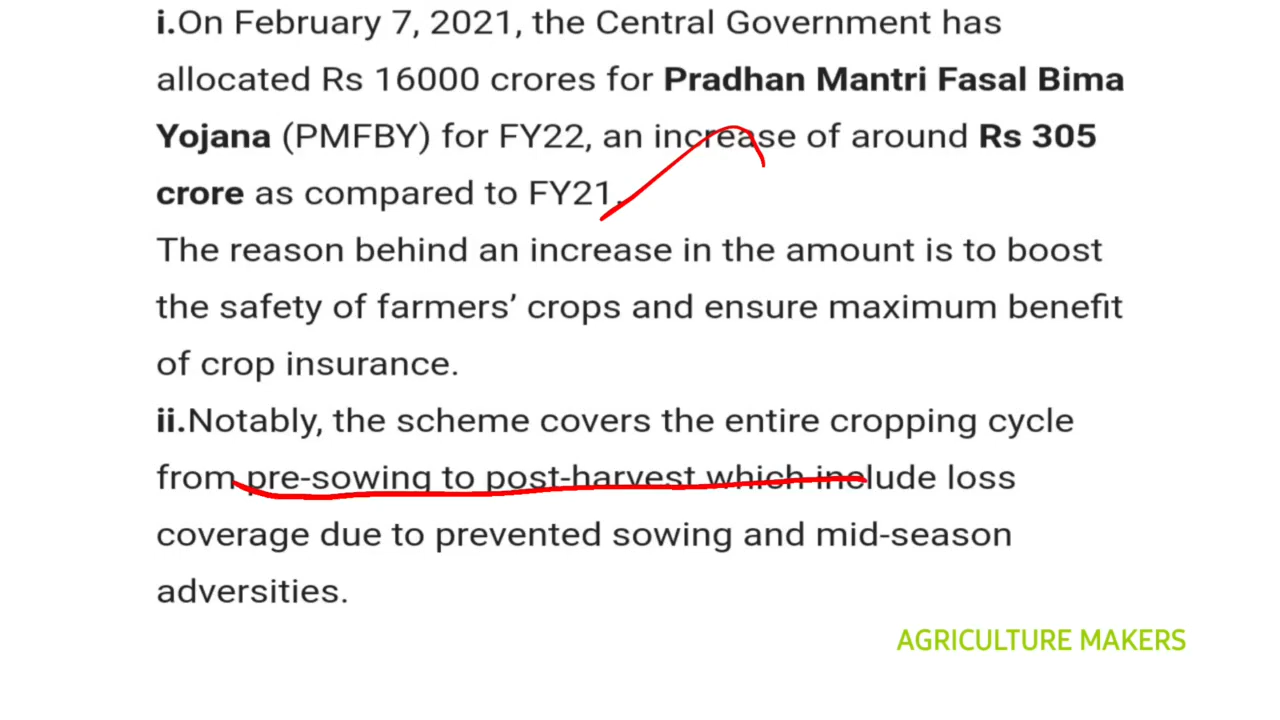 i.On February 7, 2021, the Central Government has
allocated Rs 16000 crores for Pradhan Mantri Fasal Bima
Yojana (PMFBY) for FY22, an increase of around Rs 305
crore as compared to FY21.
The reason behind an increase in the amount is to boost
the safety of farmers’ crops and ensure maximum benefit
of crop insurance.
ii.Notably, the scheme covers the entire cropping cycle
from pre-sowing to post-harvest which include loss
coverage due to prevented sowing and mid-season
adversities.
AGRICULTURE MAKERS